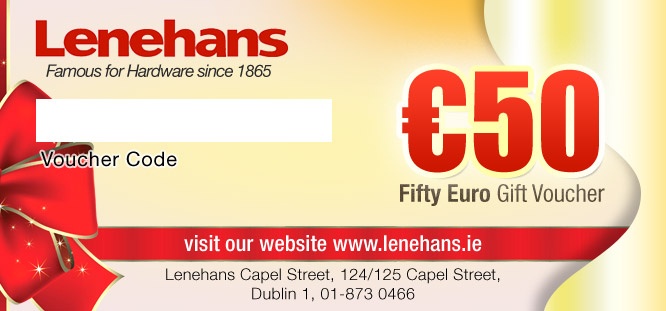 Lenehans
Famous for Hardware since 1865
Voucher Code
€50
Fifty Euro Gift Voucher
visit our website www.lenehans.ie
Lenehans Capel Street, 124/125 Capel Street,
Dublin 1, 01-873 0466